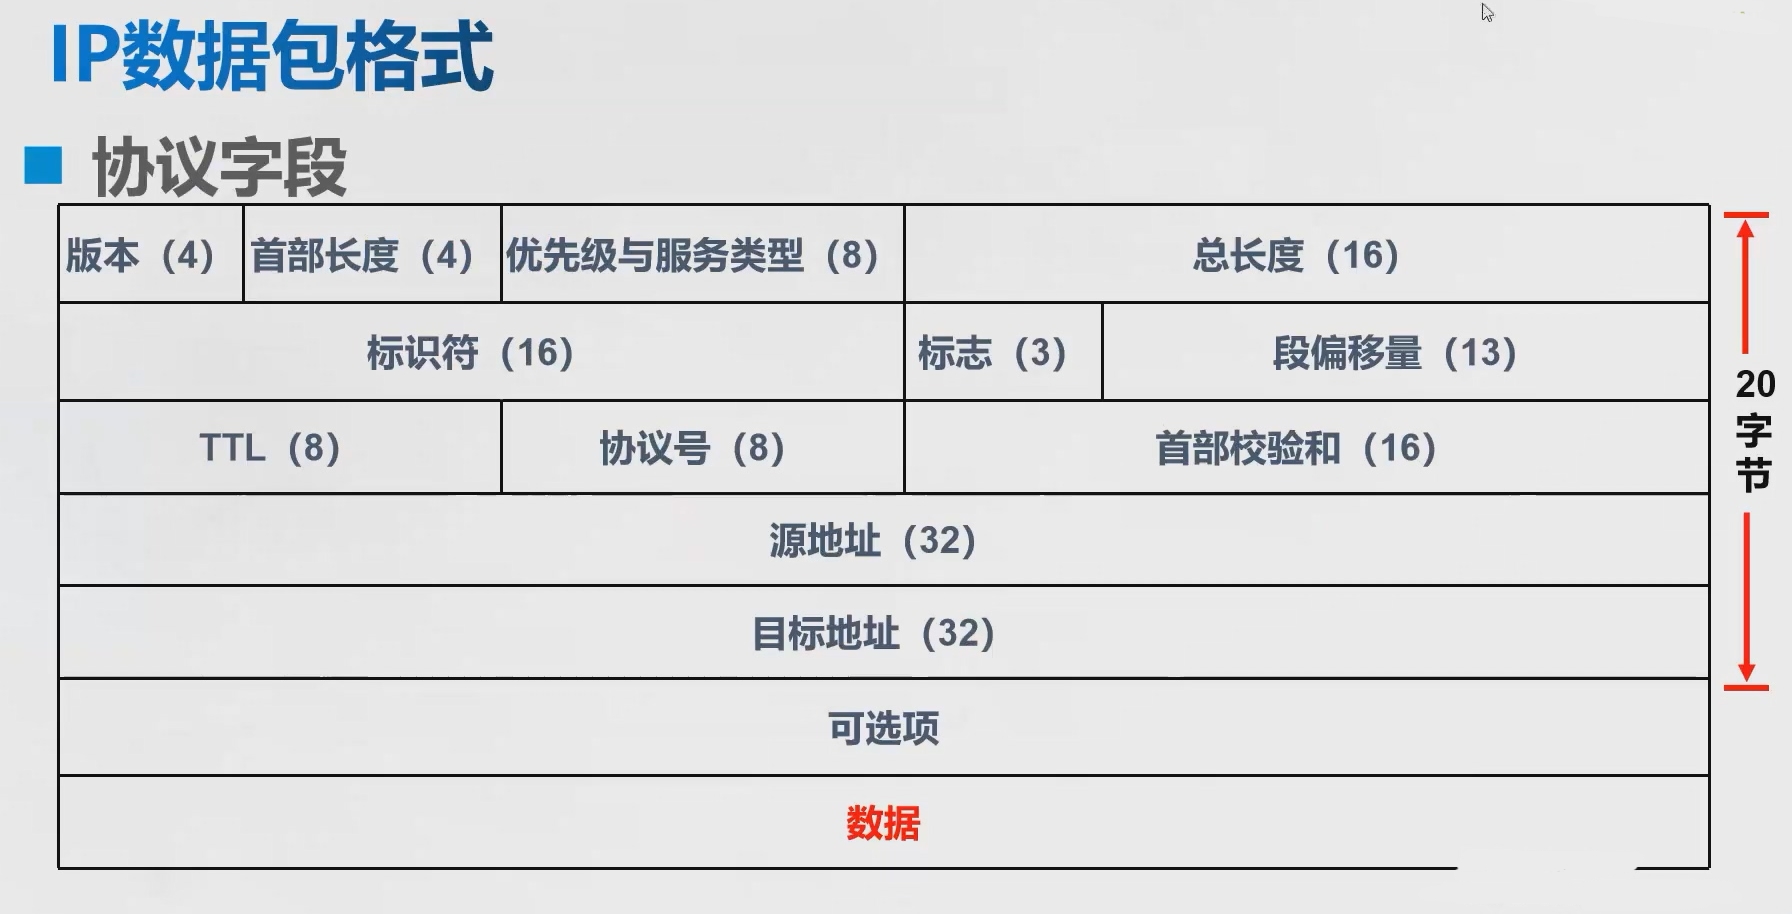 IP数据包格式
协议字段
版本（4） 首部长度（4） 优先级与服务类型（8） 总长度（16）
标识符（16） 标志（3） 段偏移量（13）
TTL（8） 协议号（8） 首部校验和（16）
源地址（32）
目标地址（32）
可选项
数据
20
字
节